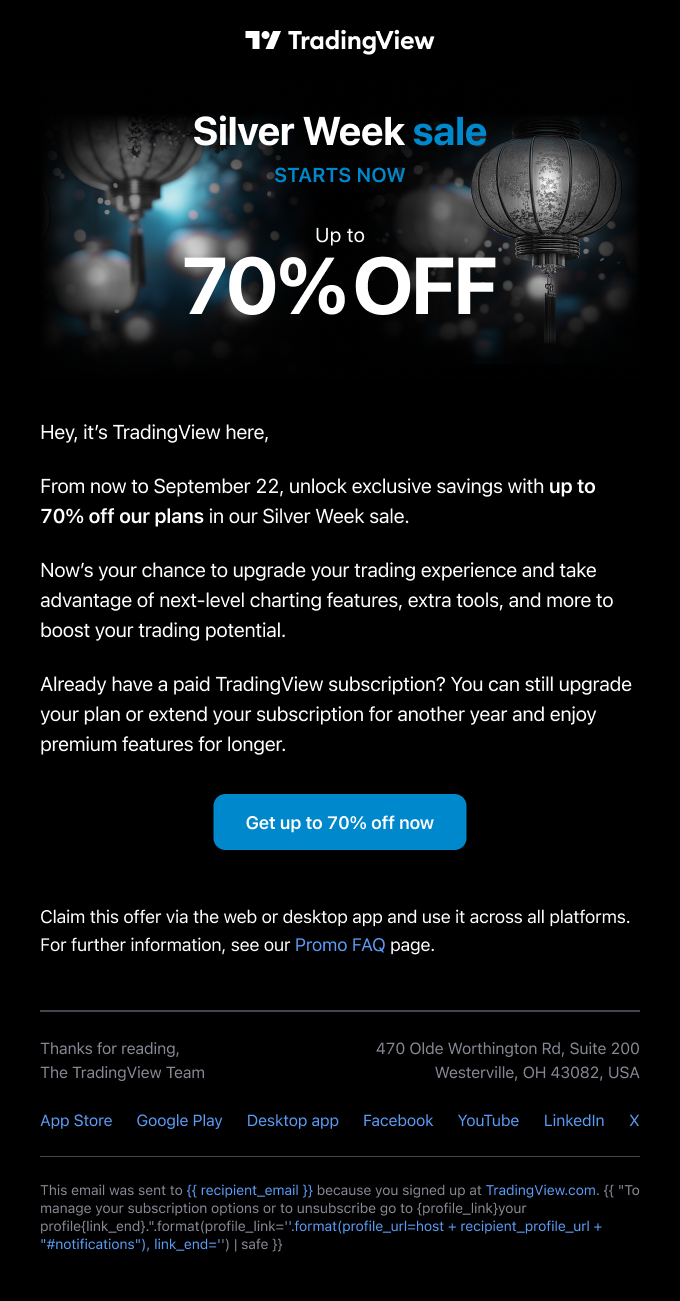 TradingView
Silver Week sale
STARTS NOW
Up to
70% OFF
Hey, it’s TradingView here,
From now to September 22, unlock exclusive savings with up to
70% off our plans in our Silver Week sale.
Now’s your chance to upgrade your trading experience and take
advantage of next-level charting features, extra tools, and more to
boost your trading potential.
Already have a paid TradingView subscription? You can still upgrade
your plan or extend your subscription for another year and enjoy
premium features for longer.
Get up to 70% off now
Claim this offer via the web or desktop app and use it across all platforms.
For further information, see our Promo FAQ page.
Thanks for reading,
The TradingView Team
470 Olde Worthington Rd, Suite 200
Westerville, OH 43082, USA
App Store Google Play Desktop app Facebook YouTube LinkedIn X
This email was sent to {{ recipient_email }} because you signed up at TradingView.com. {{ "To
manage your subscription options or to unsubscribe go to {profile_link}your
profile{link_end}.".format(profile_link=''.format(profile_url=host + recipient_profile_url +
"#notifications"), link_end='') | safe }}